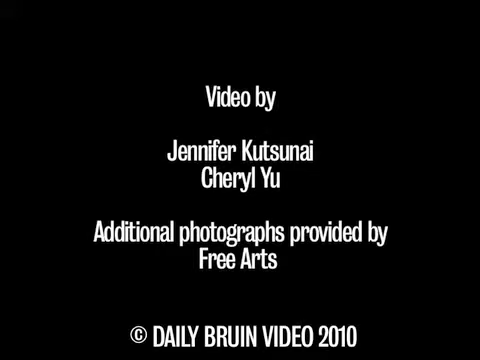 Video by
Jennifer Kutsunai
Cheryl Yu
Additional photographs provided by
Free Arts
© DAILY BRUIN VIDEO 2010